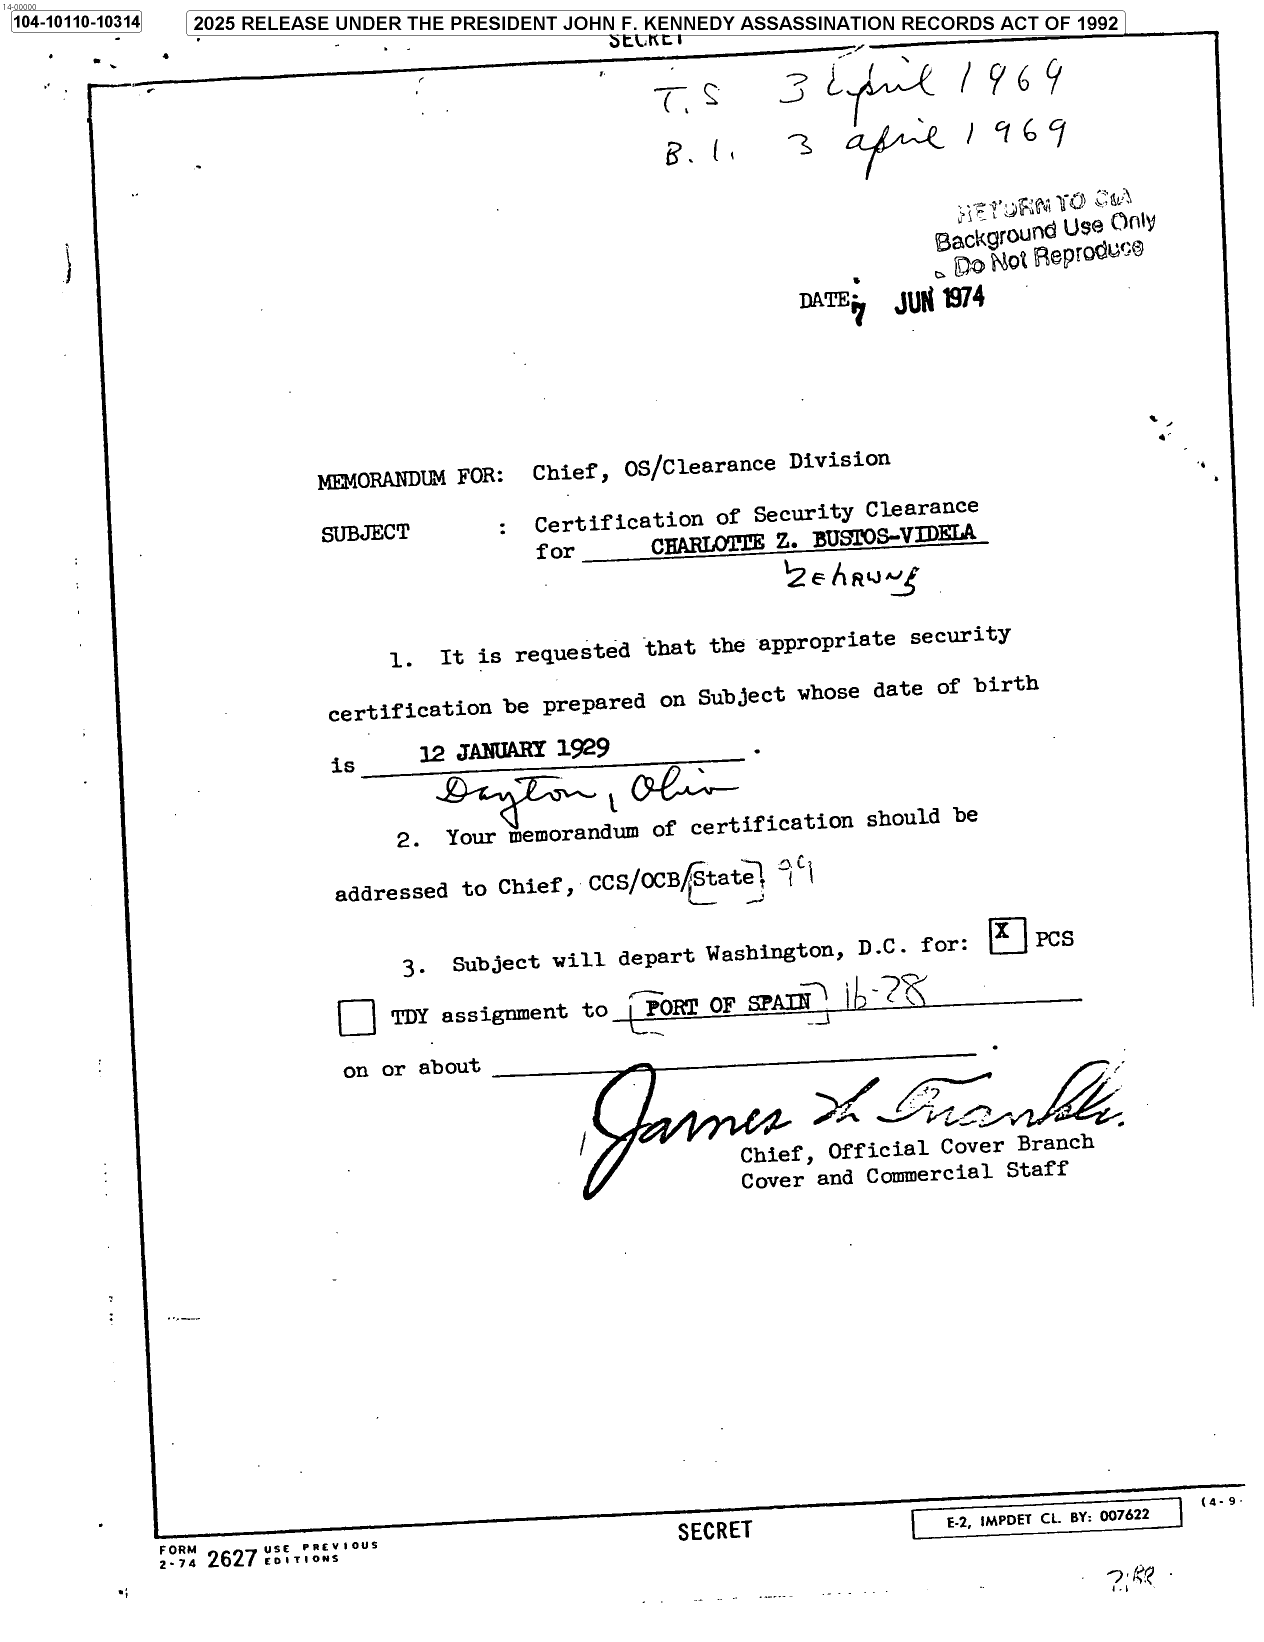 14-00000
104-10110-10314
2025 RELEASE UNDER THE PRESIDENT JOHN F. KENNEDY ASSASSINATION RECORDS ACT OF 1992
SECRET
T.S 3 April 1969
B.I. 3 april 1969
RETURN TO CIA
Background Use Only
Do Not Reproduce
DATE: 7 JUN 1974
MEMORANDUM FOR: Chief, OS/Clearance Division
SUBJECT : Certification of Security Clearance
for CHARLOTTE Z. BUSTOS-VIDELA
1. It is requested that the appropriate security
certification be prepared on Subject whose date of birth
is 12 JANUARY 1929 .
Dayton, Ohio
2. Your memorandum of certification should be
addressed to Chief, CCS/OCB/State.
3. Subject will depart Washington, D.C. for: X PCS
TDY assignment to PORT OF SPAIN 16-28
on or about .
James H. Franklin
Chief, Official Cover Branch
Cover and Commercial Staff
(4-9
SECRET
E-2, IMPDET CL. BY: 007622
FORM 2-74 2627 USE PREVIOUS EDITIONS